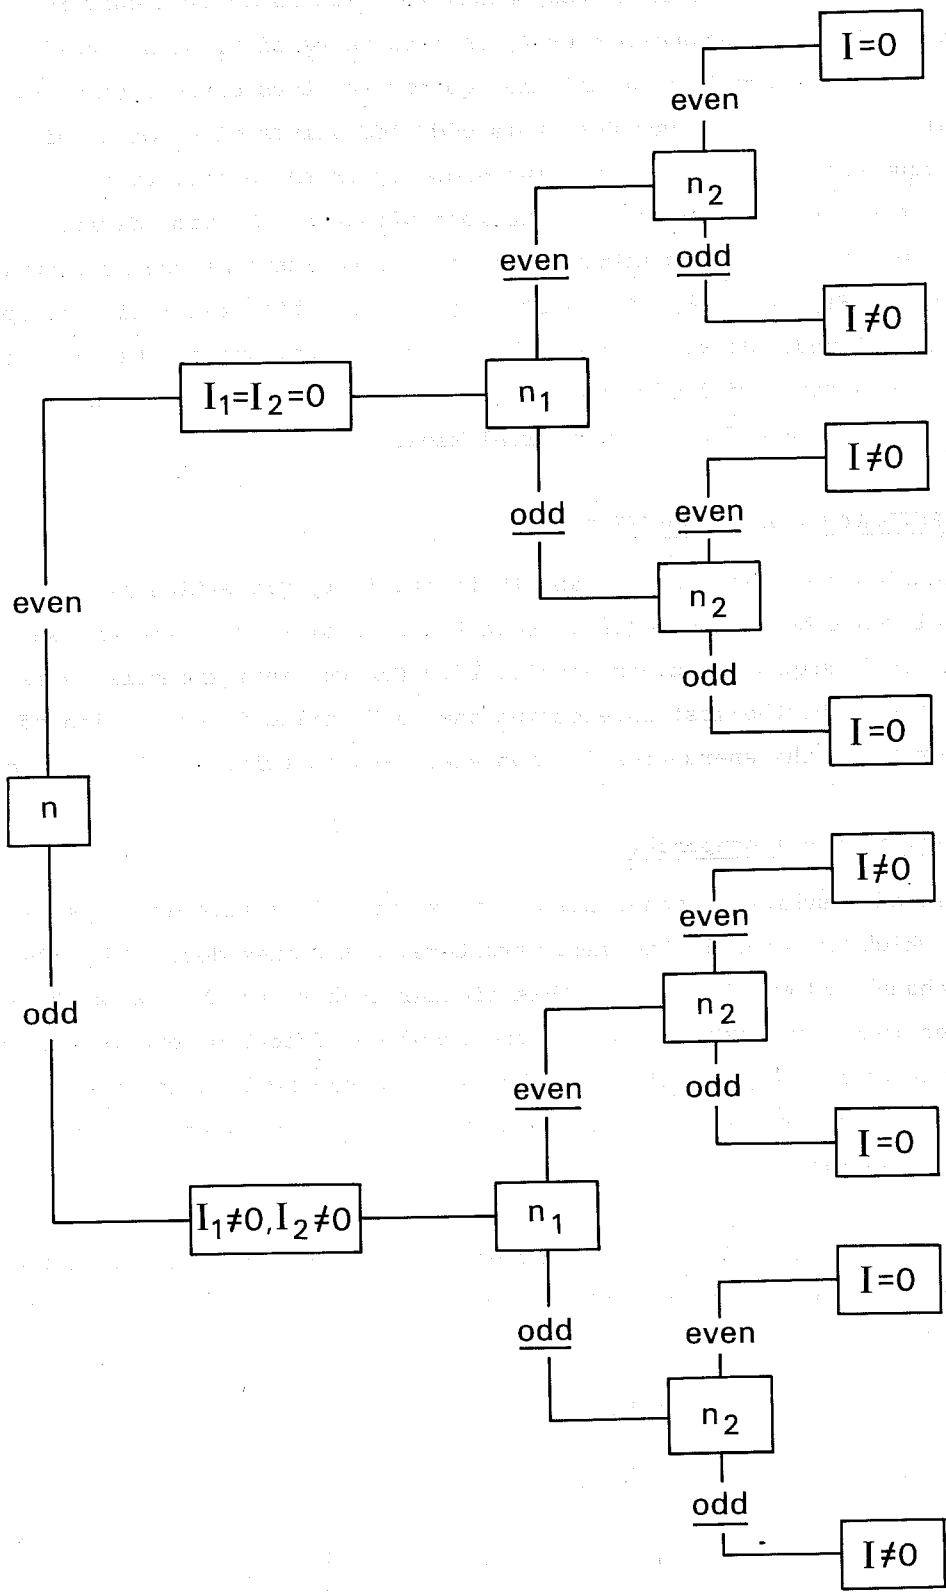 I=0
even
n2
even
odd
I≠0
I1=I2=0
n1
I≠0
odd
even
even
n2
odd
I=0
n
I≠0
even
n2
odd
even
odd
I=0
I1≠0, I2≠0
n1
I=0
odd
even
n2
odd
I≠0